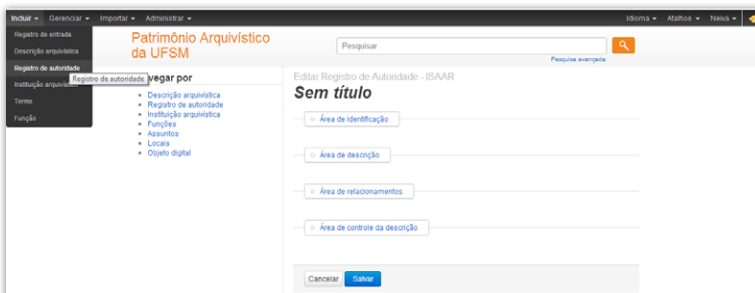 Incluir Gerenciar Importar Administrar Idioma Atalhos Neiva
Registro de entrada
Descrição arquivística
Registro de autoridade
Registro de autoridade
Instituição arquivística
Termo
Função
Patrimônio Arquivístico
da UFSM
Pesquisar
Pesquisa avançada
vegar por
Descrição arquivística
Registro de autoridade
Instituição arquivística
Funções
Assuntos
Locais
Objeto digital
Editar Registro de Autoridade - ISAAR
Sem título
Área de identificação
Área de descrição
Área de relacionamentos
Área de controle da descrição
Cancelar Salvar